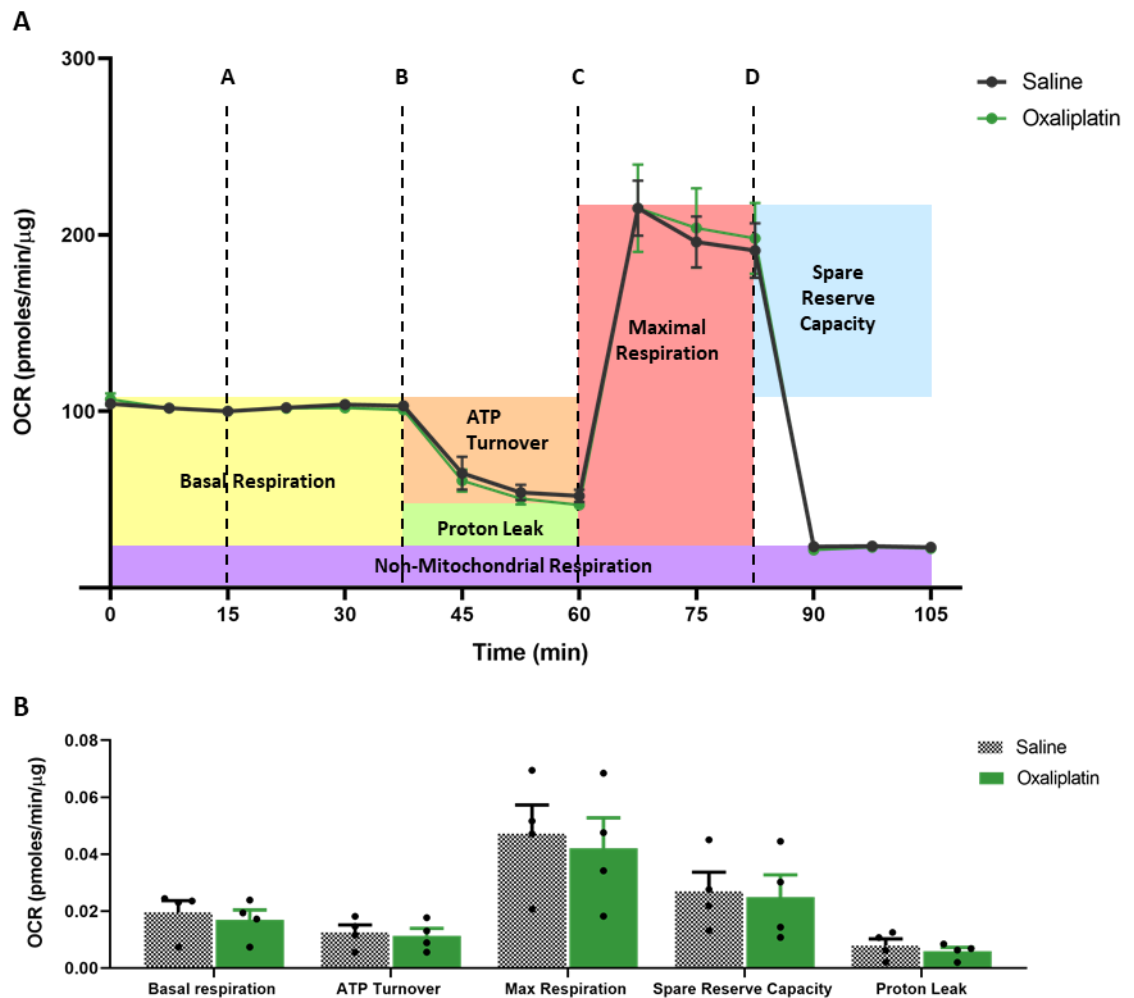 A
300
A
B
C
D
Saline
Oxaliplatin
OCR (pmoles/min/µg)
200
Spare
Reserve
Capacity
Maximal
Respiration
100
ATP
Turnover
Basal Respiration
Proton Leak
Non-Mitochondrial Respiration
0
15
30
45
60
75
90
105
Time (min)
B
0.08
Saline
Oxaliplatin
OCR (pmoles/min/µg)
0.06
0.04
0.02
0.00
Basal respiration
ATP Turnover
Max Respiration
Spare Reserve Capacity
Proton Leak